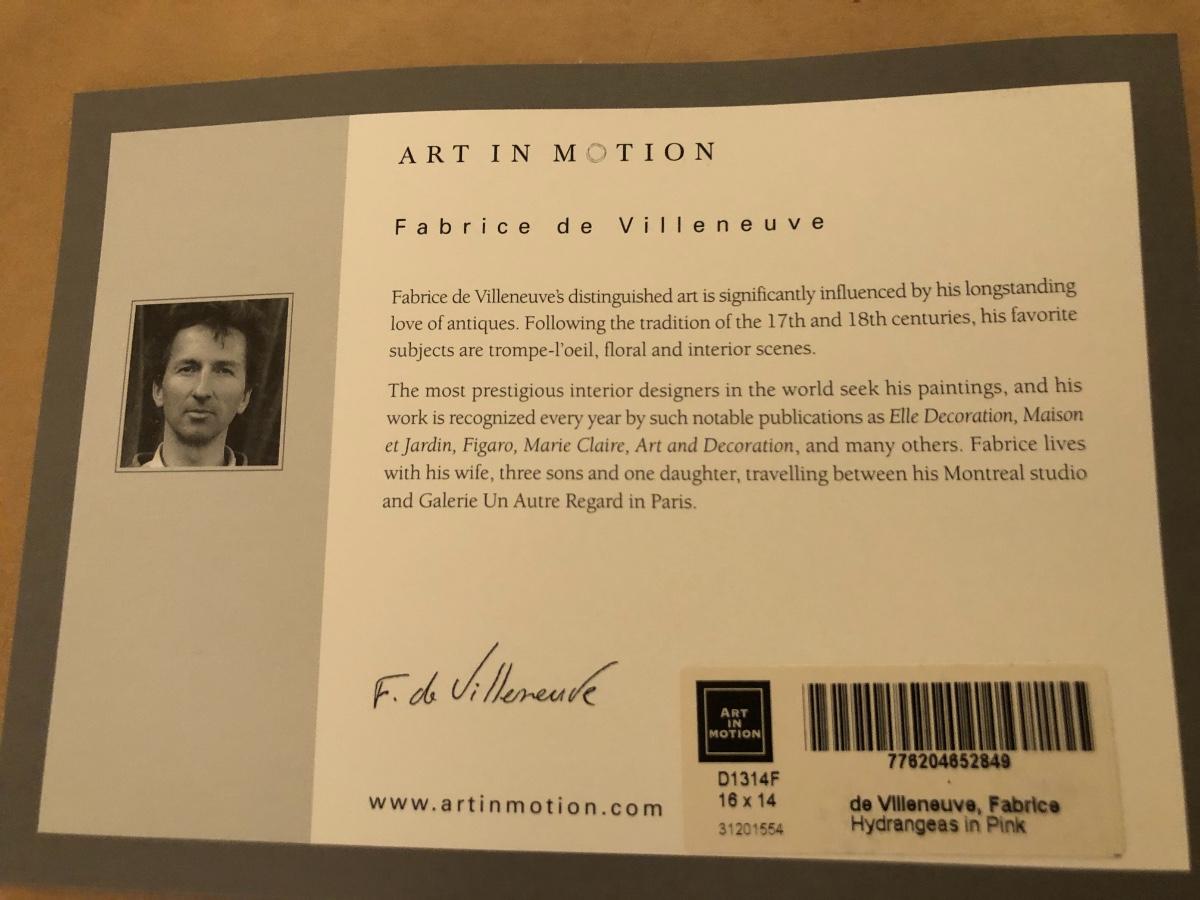 ART IN MOTION
Fabrice de Villeneuve
Fabrice de Villeneuve's distinguished art is significantly influenced by his longstanding
love of antiques. Following the tradition of the 17th and 18th centuries, his favorite
subjects are trompe-l'oeil, floral and interior scenes.
The most prestigious interior designers in the world seek his paintings, and his
work is recognized every year by such notable publications as Elle Decoration, Maison
et Jardin, Figaro, Marie Claire, Art and Decoration, and many others. Fabrice lives
with his wife, three sons and one daughter, travelling between his Montreal studio
and Galerie Un Autre Regard in Paris.
F. de Villeneuve
www.artinmotion.com
ART
IN
MOTION
D1314F
16 x 14
31201554
776204652849
de Villeneuve, Fabrice
Hydrangeas in Pink